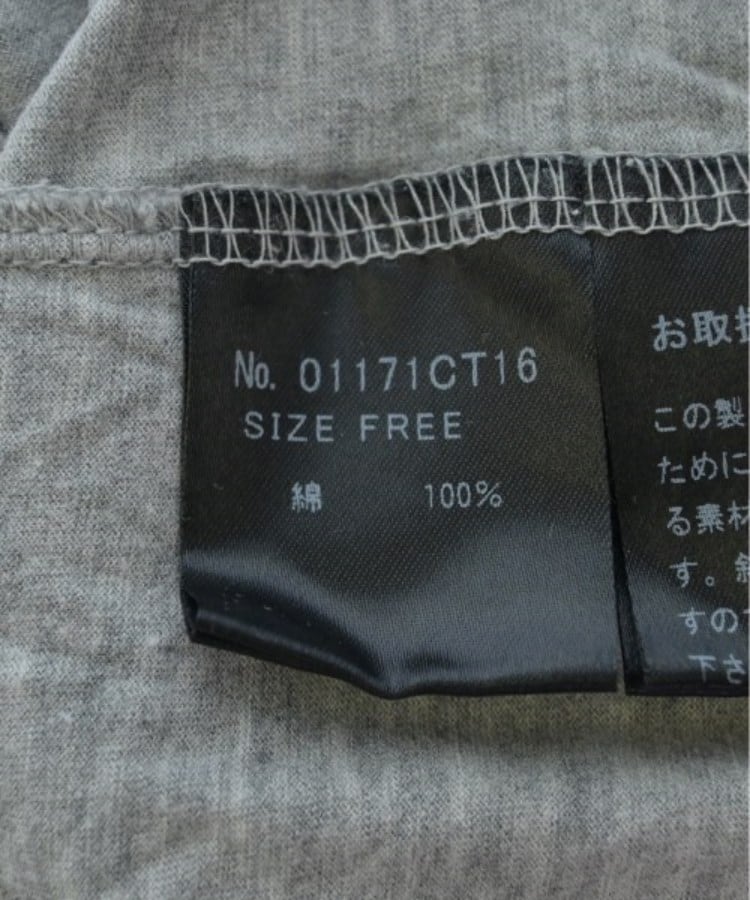 No. 01171CT16
SIZE FREE
綿 100%
お取扱
この製
ために
る素材
す。
すの
下さ